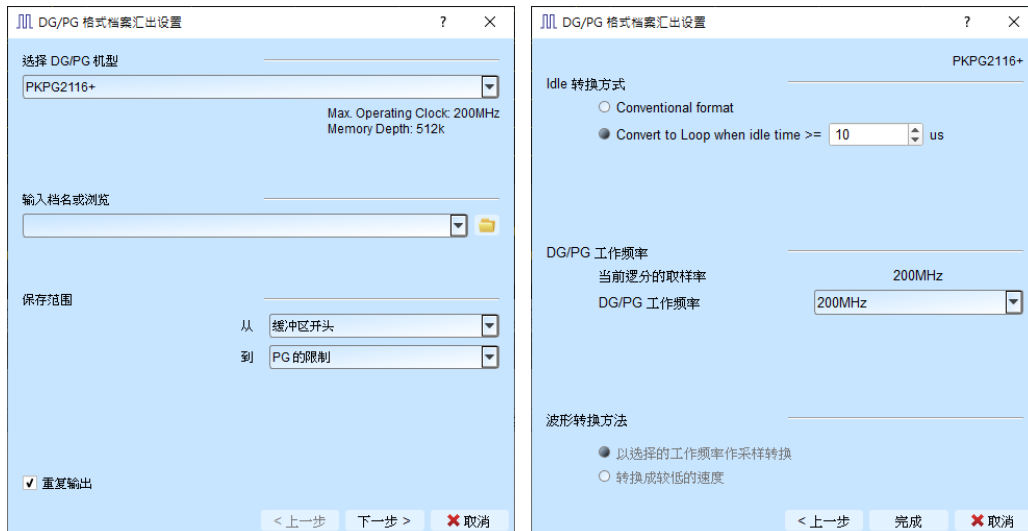 DG/PG 格式档案汇出设置 ? ×
选择 DG/PG 机型
PKPG2116+
Max. Operating Clock: 200MHz
Memory Depth: 512k
输入档名或浏览
保存范围
从 缓冲区开头
到 PG 的限制
重复输出
< 上一步 下一步 > 取消
DG/PG 格式档案汇出设置 ? ×
PKPG2116+
Idle 转换方式
Conventional format
Convert to Loop when idle time >= 10 us
DG/PG 工作频率
当前逻分的取样率 200MHz
DG/PG 工作频率 200MHz
波形转换方法
以选择的工作频率作采样转换
转换成较低的速度
< 上一步 完成 取消